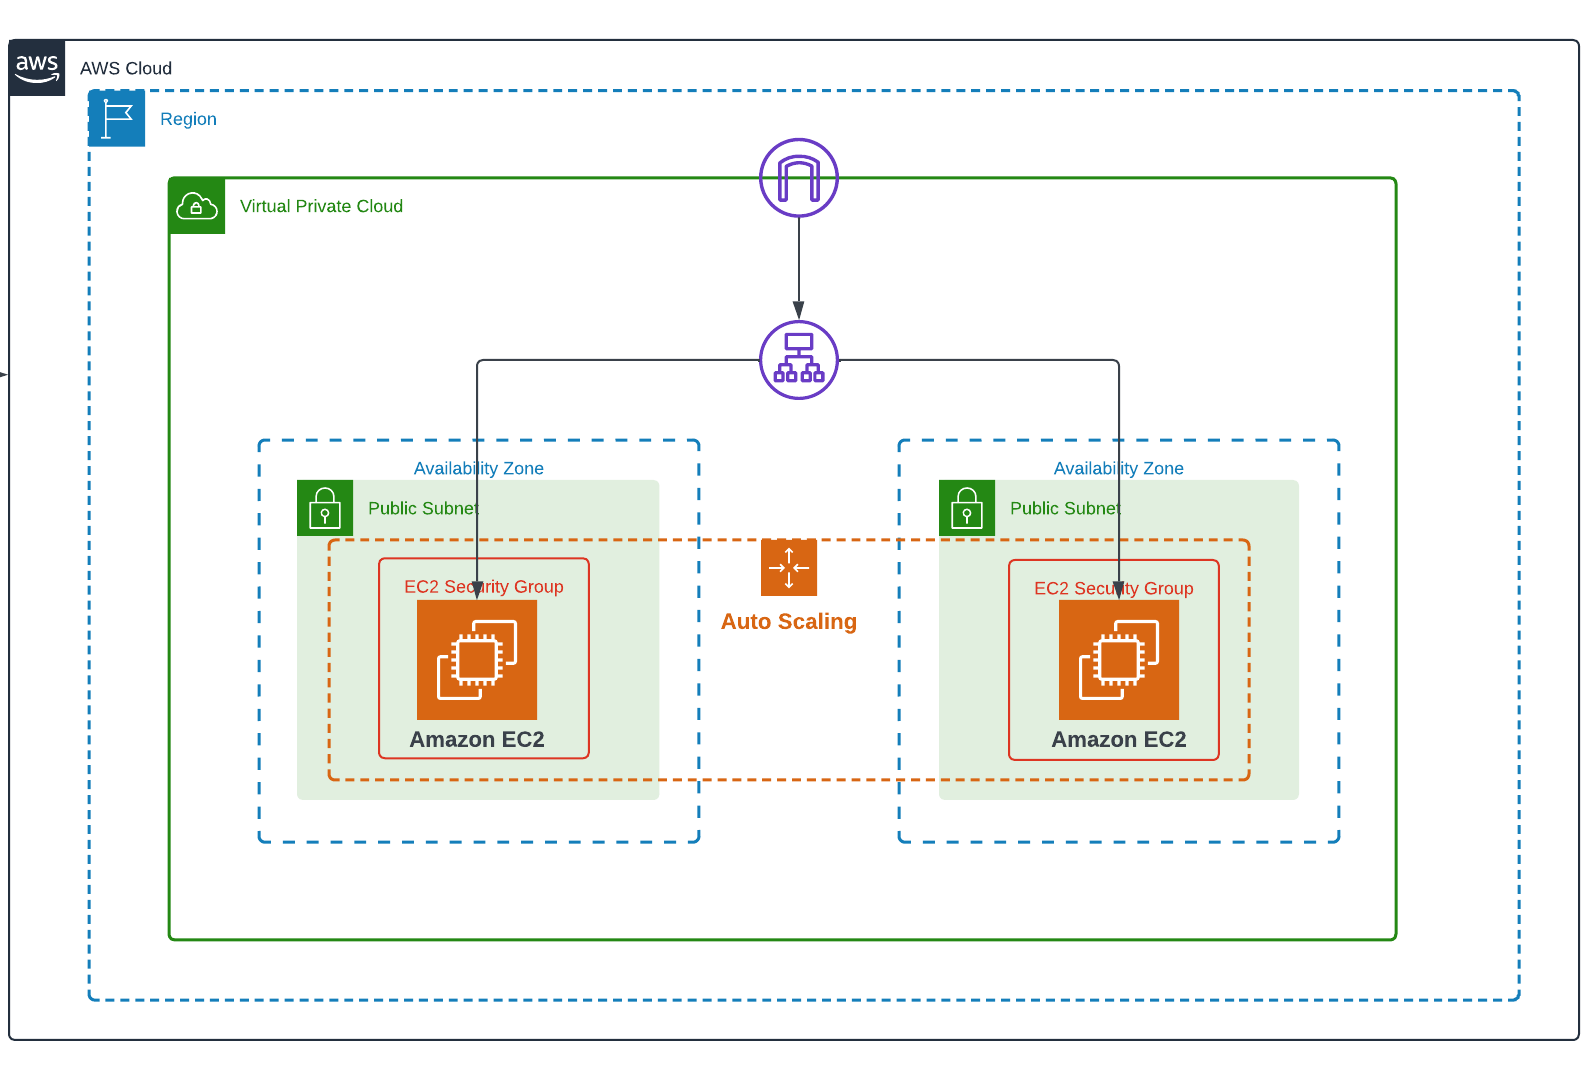 aws
AWS Cloud
Region
Virtual Private Cloud
Availability Zone
Availability Zone
Public Subnet
Public Subnet
EC2 Security Group
EC2 Security Group
Auto Scaling
Amazon EC2
Amazon EC2